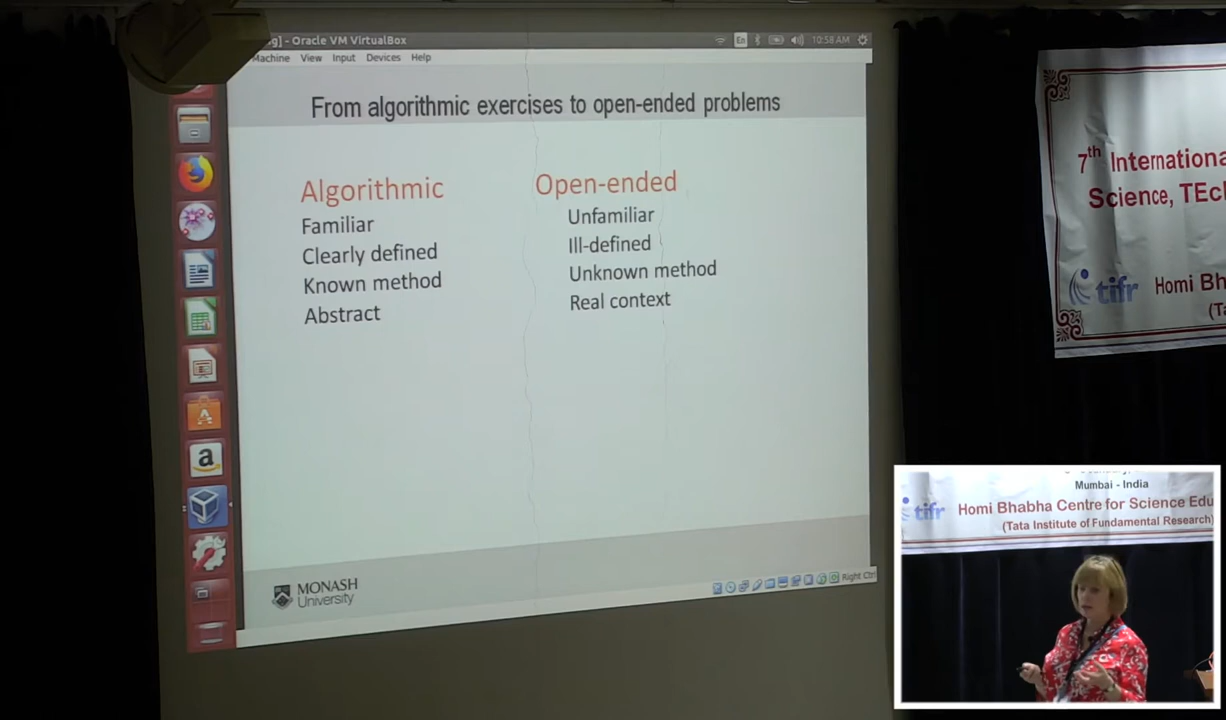 - Oracle VM VirtualBox
En
10:58 AM
Machine View Input Devices Help
From algorithmic exercises to open-ended problems
Algorithmic
Familiar
Clearly defined
Known method
Abstract
Open-ended
Unfamiliar
Ill-defined
Unknown method
Real context
MONASH
University
Right Ctrl
a
7th Internationa
Science, TEc
tifr Homi Bh
(Ta
Mumbai - India
tifr Homi Bhabha Centre for Science Edu
(Tata Institute of Fundamental Research)